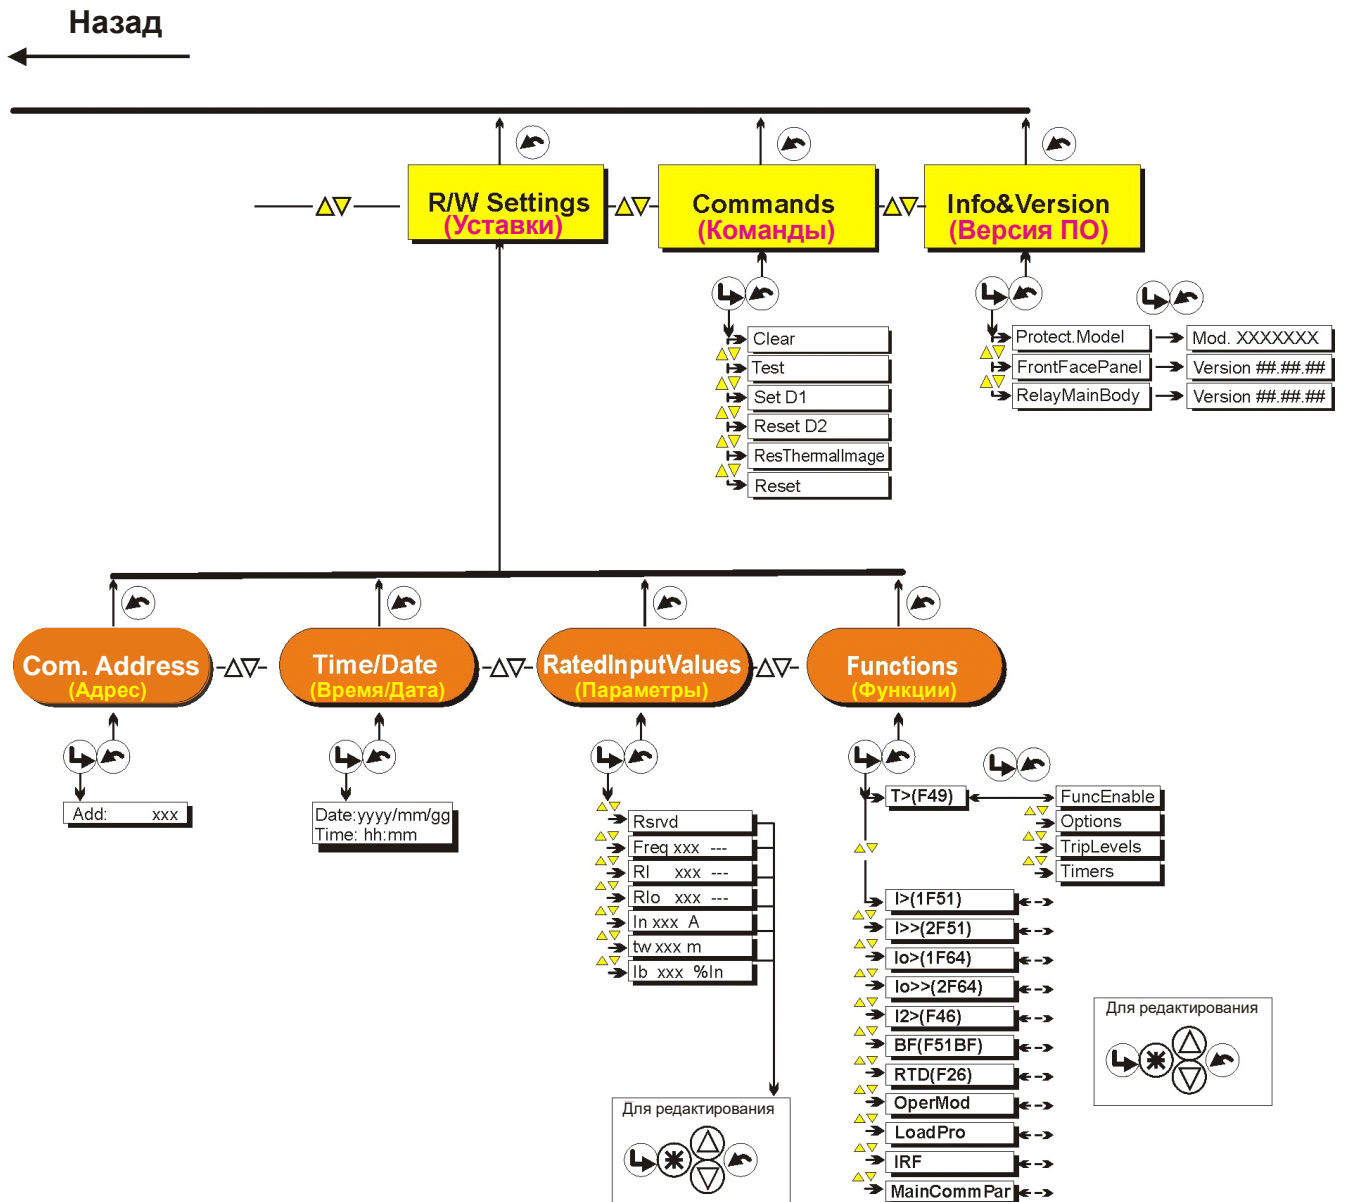 Назад
R/W Settings
(Уставки)
Commands
(Команды)
Info&Version
(Версия ПО)
Clear
Test
Set D1
Reset D2
ResThermalImage
Reset
Protect.Model
Mod. XXXXXXX
FrontFacePanel
Version ##.##.##
RelayMainBody
Version ##.##.##
Com. Address
(Адрес)
Time/Date
(Время/Дата)
RatedInputValues
(Параметры)
Functions
(Функции)
Add: xxx
Date:yyyy/mm/gg
Time: hh:mm
Rsrvd
Freq xxx ---
RI xxx ---
RIo xxx ---
In xxx A
tw xxx m
Ib xxx %In
T>(F49)
FuncEnable
Options
TripLevels
Timers
I>(1F51)
I>>(2F51)
Io>(1F64)
Io>>(2F64)
I2>(F46)
BF(F51BF)
RTD(F26)
OperMod
LoadPro
IRF
MainCommPar
Для редактирования
Для редактирования